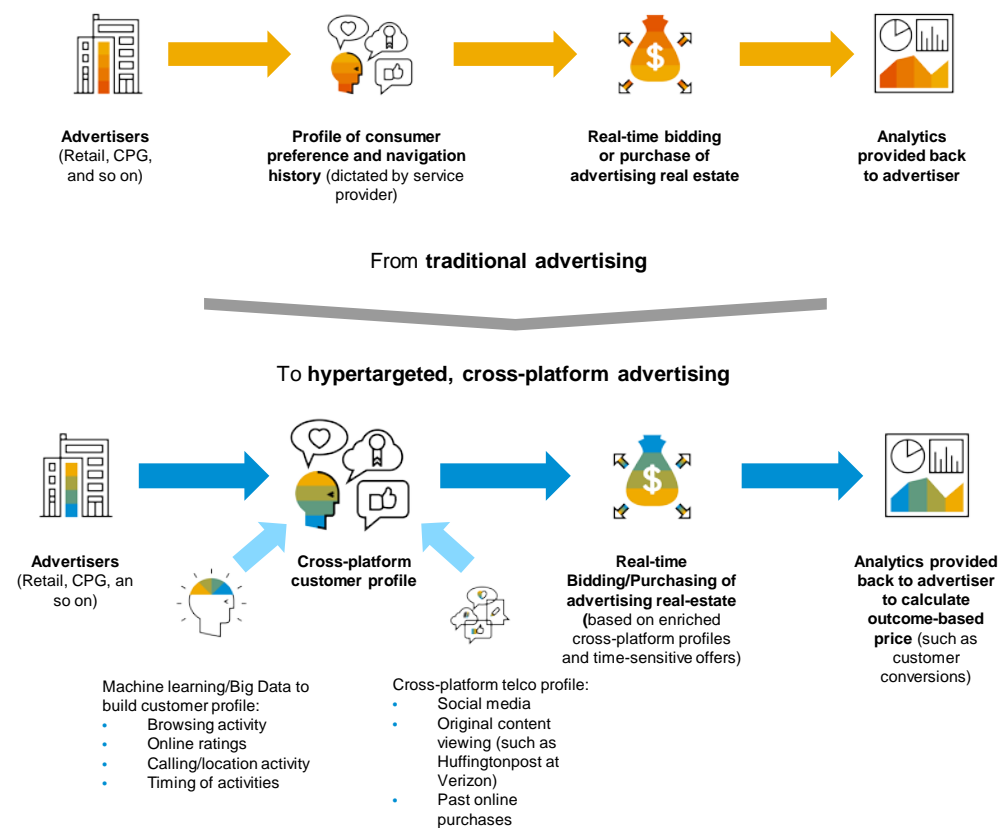 Advertisers
(Retail, CPG,
and so on)
Profile of consumer
preference and navigation
history (dictated by service
provider)
Real-time bidding
or purchase of
advertising real estate
Analytics
provided back
to advertiser
From traditional advertising
To hypertargeted, cross-platform advertising
Advertisers
(Retail, CPG, an
so on)
Cross-platform
customer profile
Real-time
Bidding/Purchasing of
advertising real-estate
(based on enriched
cross-platform profiles
and time-sensitive offers)
Analytics provided
back to advertiser
to calculate
outcome-based
price (such as
customer
conversions)
Machine learning/Big Data to
build customer profile:
• Browsing activity
• Online ratings
• Calling/location activity
• Timing of activities
Cross-platform telco profile:
• Social media
• Original content
viewing (such as
Huffingtonpost at
Verizon)
• Past online
purchases